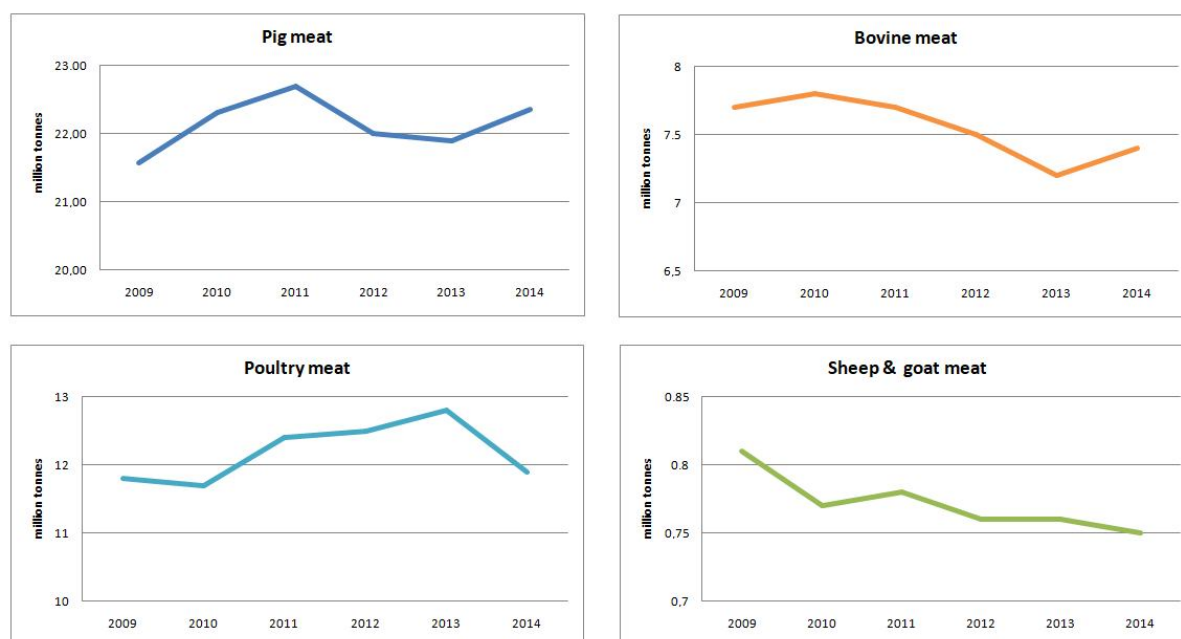 Pig meat
million tonnes
23.00
22,00
21,00
20,00
2009 2010 2011 2012 2013 2014
Bovine meat
million tonnes
8
7.5
7
6,5
2009 2010 2011 2012 2013 2014
Poultry meat
million tonnes
13
12
11
10
2009 2010 2011 2012 2013 2014
Sheep & goat meat
million tonnes
0.85
0.8
0.75
0,7
2009 2010 2011 2012 2013 2014